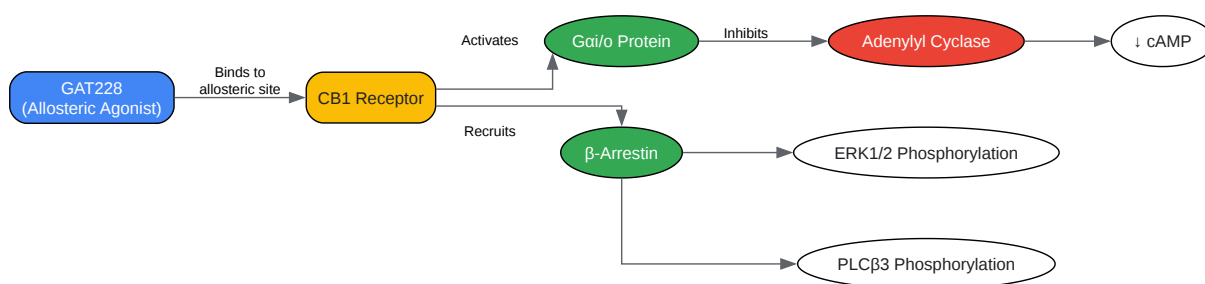 GAT228
(Allosteric Agonist)
Binds to
allosteric site
CB1 Receptor
Activates
Gαi/o Protein
Inhibits
Adenylyl Cyclase
↓ cAMP
Recruits
β-Arrestin
ERK1/2 Phosphorylation
PLCβ3 Phosphorylation